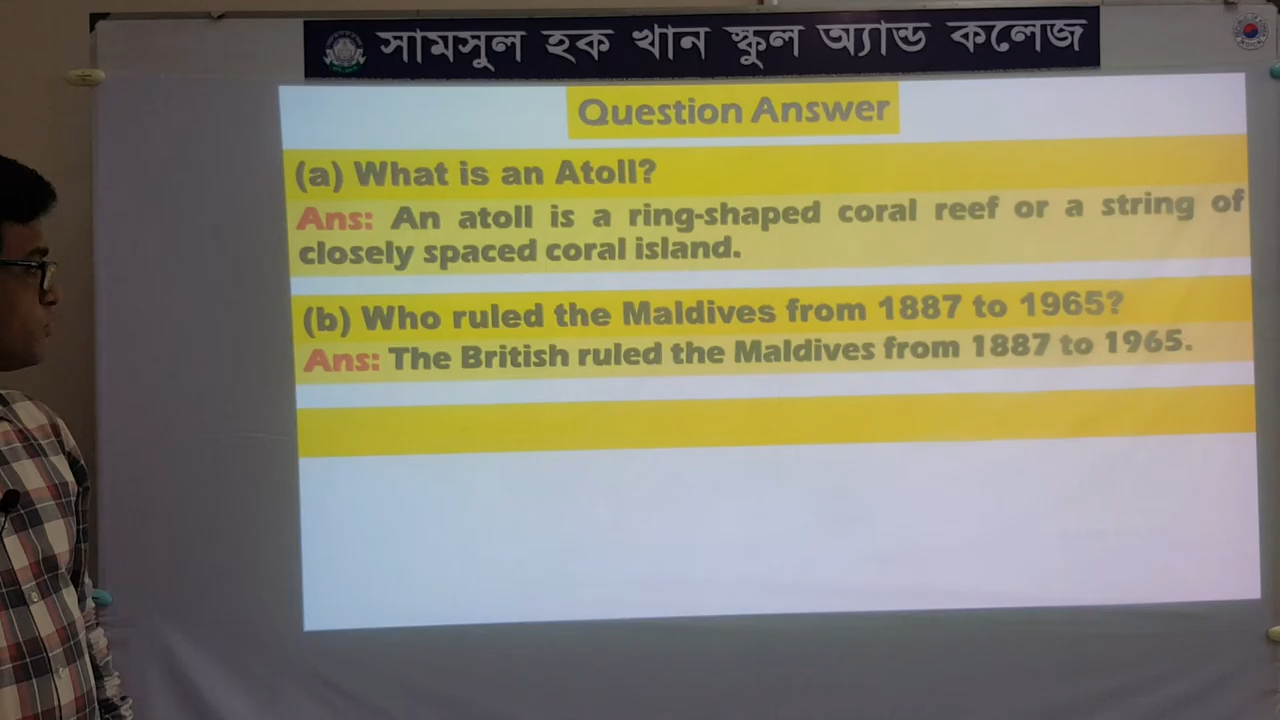 সামসুল হক খান স্কুল অ্যান্ড কলেজ
Question Answer
(a) What is an Atoll?
Ans: An atoll is a ring-shaped coral reef or a string of
closely spaced coral island.
(b) Who ruled the Maldives from 1887 to 1965?
Ans: The British ruled the Maldives from 1887 to 1965.